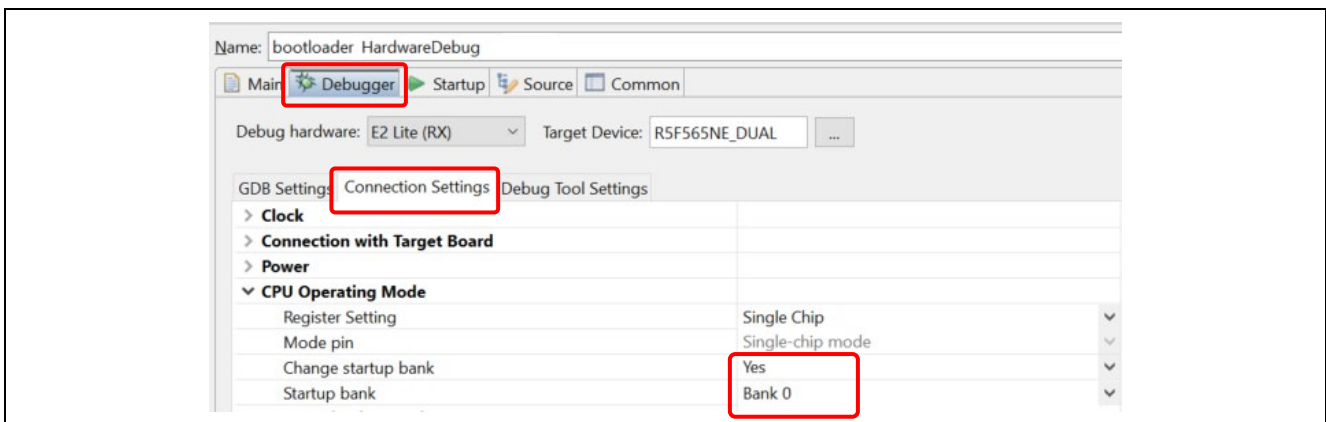 Name: bootloader HardwareDebug
Main Debugger Startup Source Common
Debug hardware: E2 Lite (RX) Target Device: R5F565NE_DUAL ...
GDB Settings Connection Settings Debug Tool Settings
> Clock
> Connection with Target Board
> Power
CPU Operating Mode
Register Setting Single Chip
Mode pin Single-chip mode
Change startup bank Yes
Startup bank Bank 0